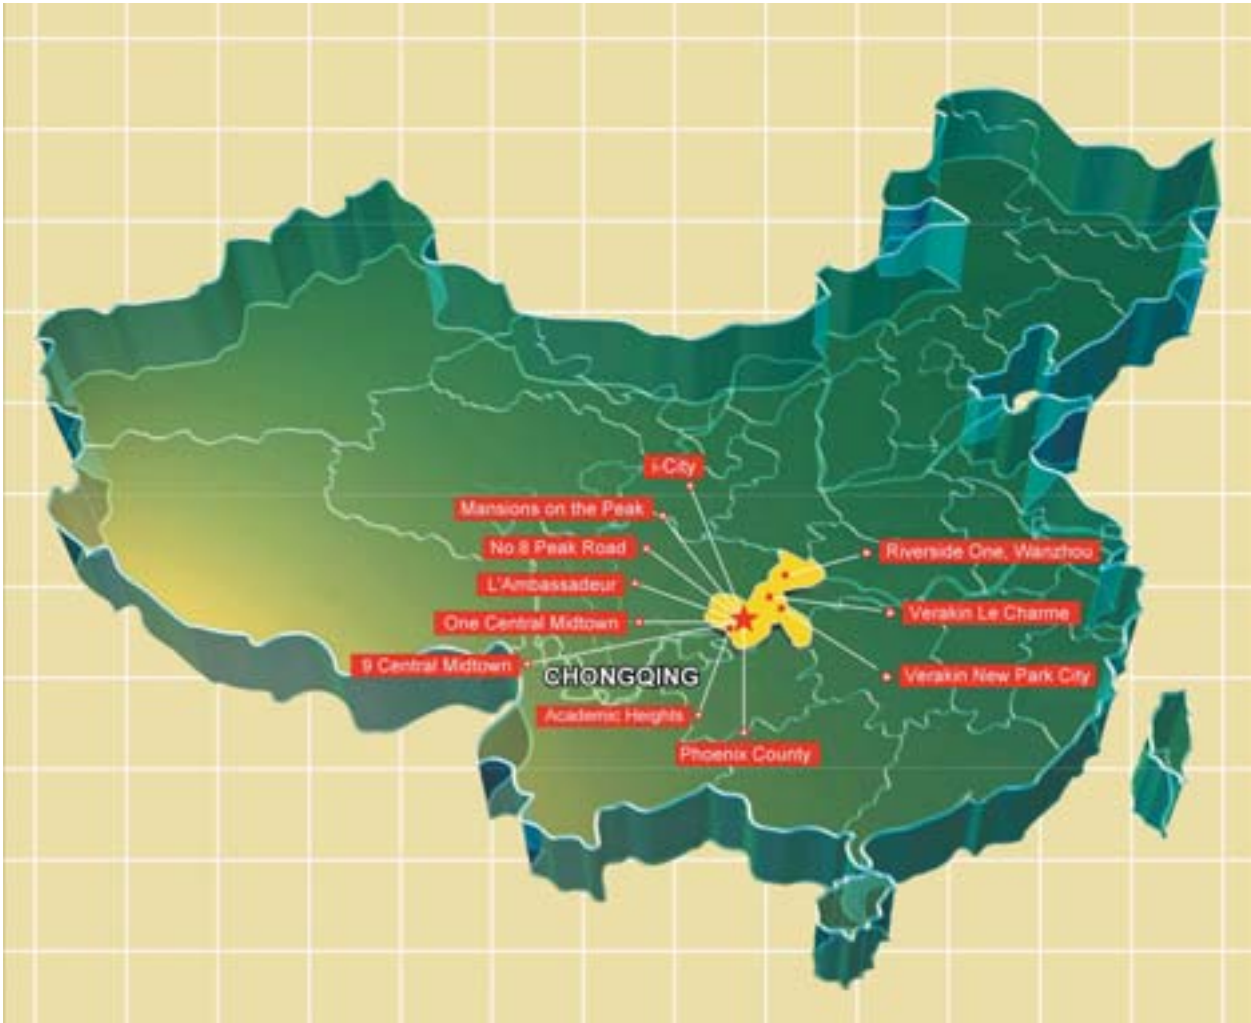 i-City
Mansions on the Peak
No.8 Peak Road
Riverside One, Wanzhou
L'Ambassadeur
One Central Midtown
Verakin Le Charme
9 Central Midtown
CHONGQING
Verakin New Park City
Academic Heights
Phoenix County